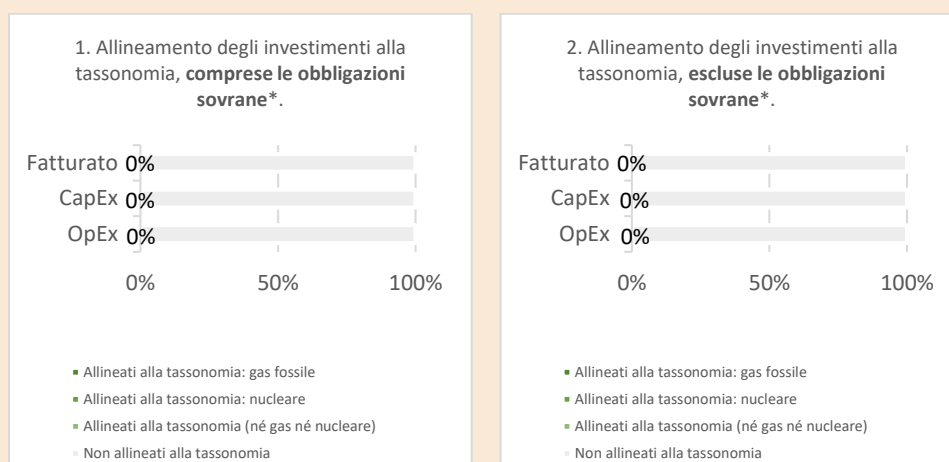 1. Allineamento degli investimenti alla
tassonomia, comprese le obbligazioni
sovrane*.
Fatturato 0%
CapEx 0%
OpEx 0%
0% 50% 100%
Allineati alla tassonomia: gas fossile
Allineati alla tassonomia: nucleare
Allineati alla tassonomia (né gas né nucleare)
Non allineati alla tassonomia
2. Allineamento degli investimenti alla
tassonomia, escluse le obbligazioni
sovrane*.
Fatturato 0%
CapEx 0%
OpEx 0%
0% 50% 100%
Allineati alla tassonomia: gas fossile
Allineati alla tassonomia: nucleare
Allineati alla tassonomia (né gas né nucleare)
Non allineati alla tassonomia